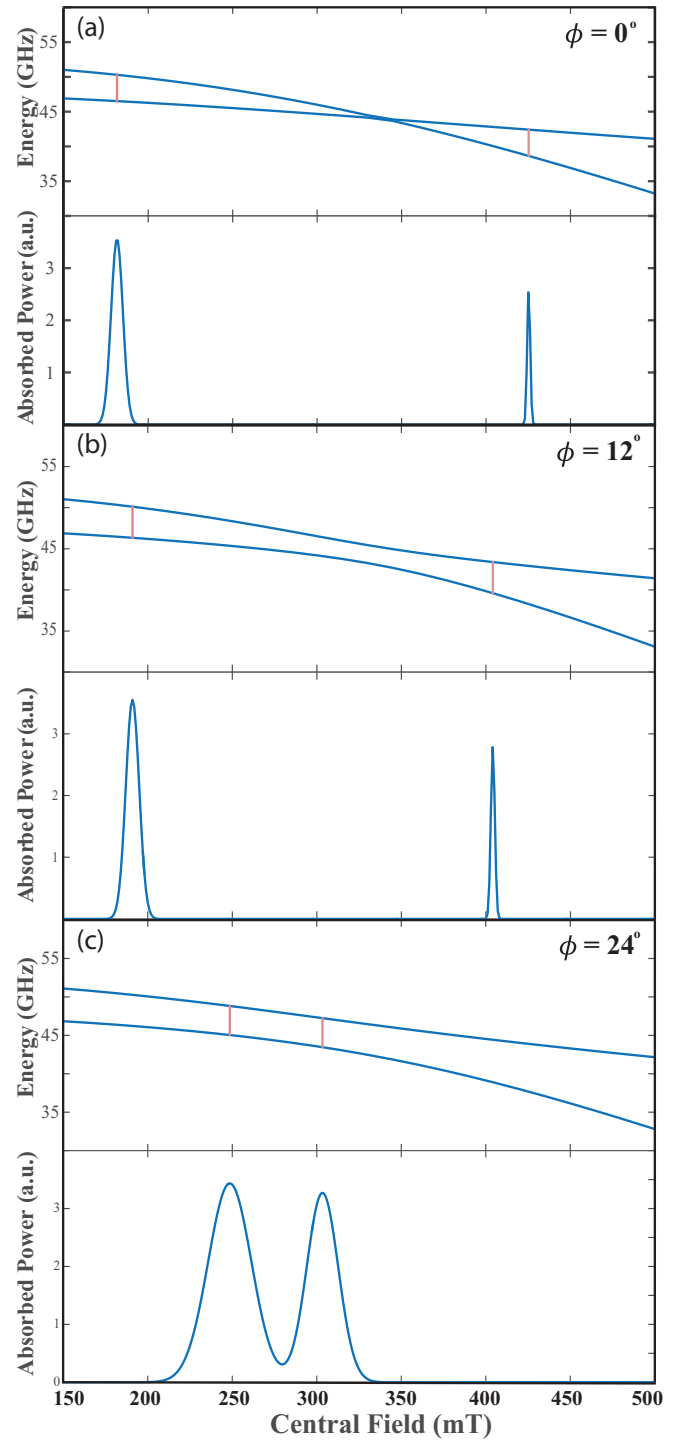 (a)
ϕ = 0°
Energy (GHz)
55
45
35
Absorbed Power (a.u.)
3
2
1
(b)
ϕ = 12°
Energy (GHz)
55
45
35
Absorbed Power (a.u.)
3
2
1
(c)
ϕ = 24°
Energy (GHz)
55
45
35
Absorbed Power (a.u.)
3
2
1
0
150 200 250 300 350 400 450 500
Central Field (mT)